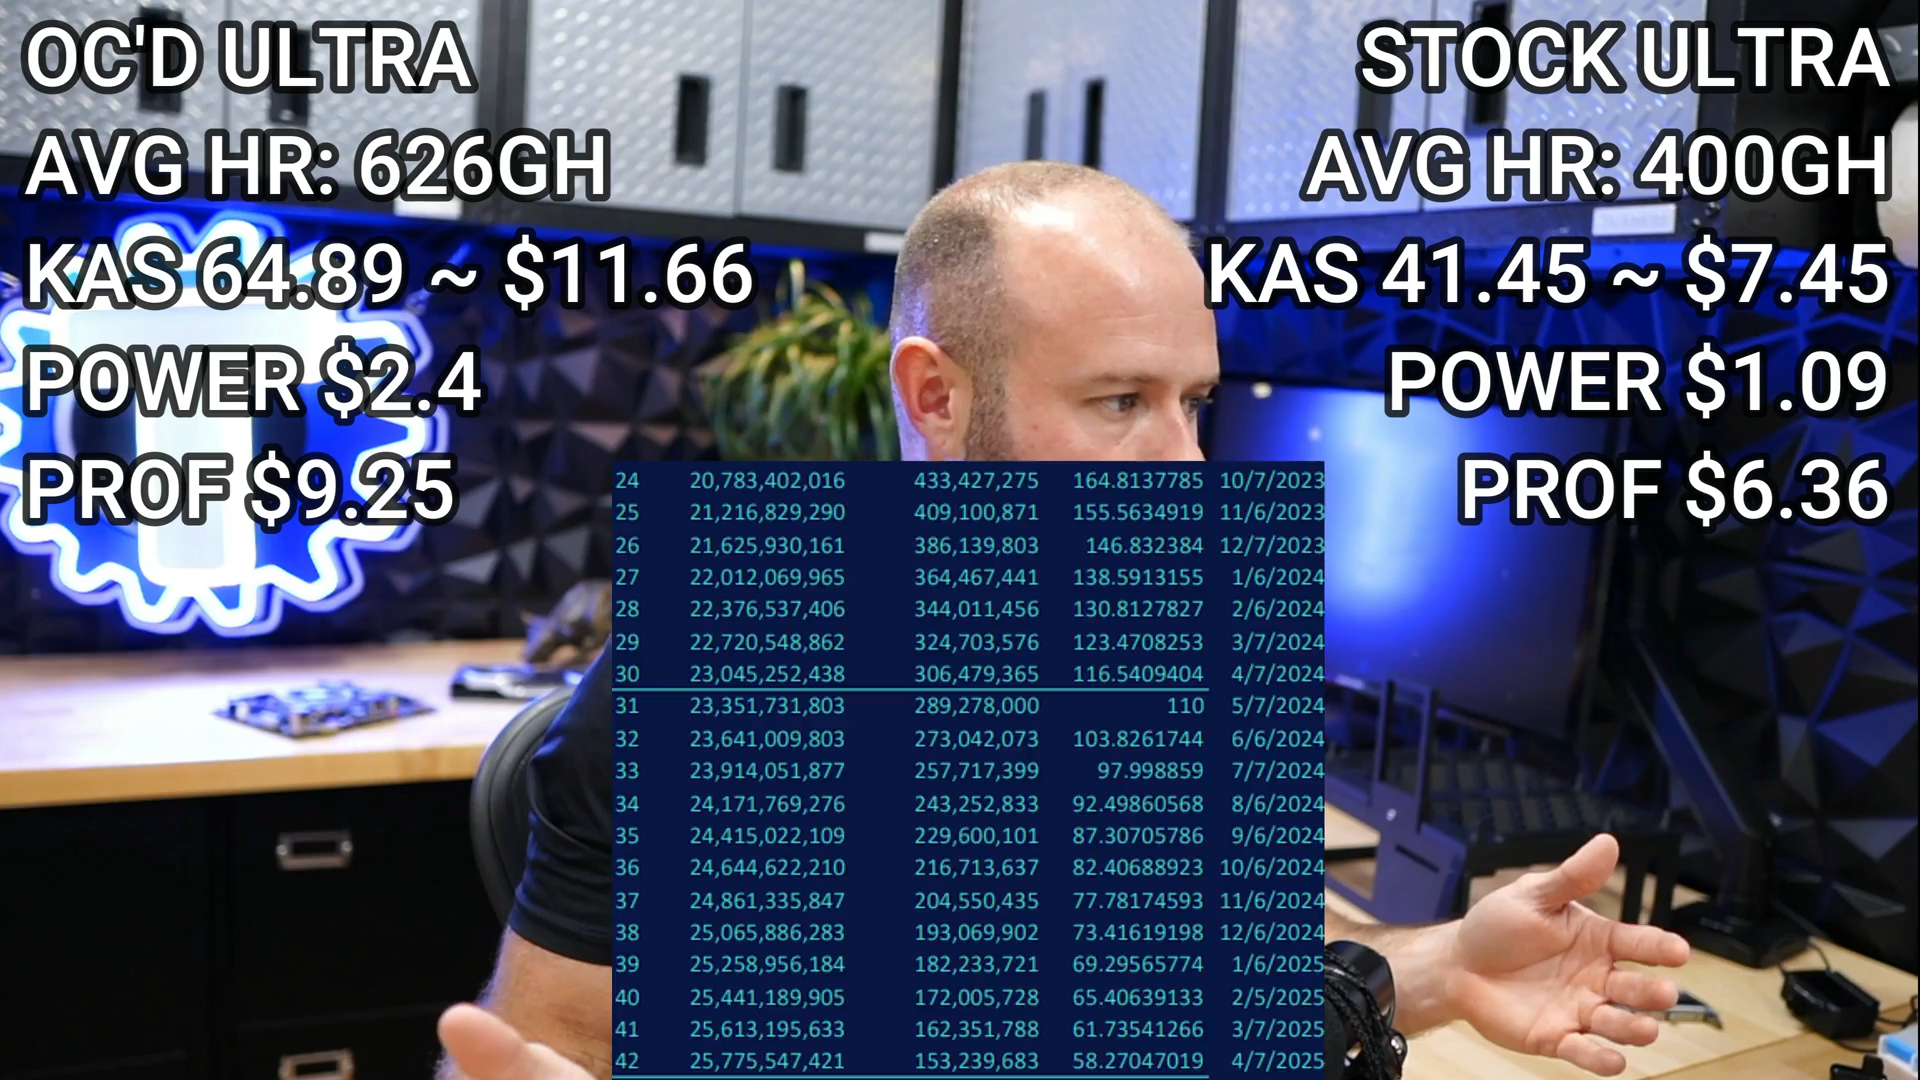 OC'D ULTRA
AVG HR: 626GH
KAS 64.89 ~ $11.66
POWER $2.4
PROF $9.25
STOCK ULTRA
AVG HR: 400GH
KAS 41.45 ~ $7.45
POWER $1.09
PROF $6.36
24 20,783,402,016 433,427,275 164.8137785 10/7/2023
25 21,216,829,290 409,100,871 155.5634919 11/6/2023
26 21,625,930,161 386,139,803 146.832384 12/7/2023
27 22,012,069,965 364,467,441 138.5913155 1/6/2024
28 22,376,537,406 344,011,456 130.8127827 2/6/2024
29 22,720,548,862 324,703,576 123.4708253 3/7/2024
30 23,045,252,438 306,479,365 116.5409404 4/7/2024
31 23,351,731,803 289,278,000 110 5/7/2024
32 23,641,009,803 273,042,073 103.8261744 6/6/2024
33 23,914,051,877 257,717,399 97.998859 7/7/2024
34 24,171,769,276 243,252,833 92.49860568 8/6/2024
35 24,415,022,109 229,600,101 87.30705786 9/6/2024
36 24,644,622,210 216,713,637 82.40688923 10/6/2024
37 24,861,335,847 204,550,435 77.78174593 11/6/2024
38 25,065,886,283 193,069,902 73.41619198 12/6/2024
39 25,258,956,184 182,233,721 69.29565774 1/6/2025
40 25,441,189,905 172,005,728 65.40639133 2/5/2025
41 25,613,195,633 162,351,788 61.73541266 3/7/2025
42 25,775,547,421 153,239,683 58.27047019 4/7/2025